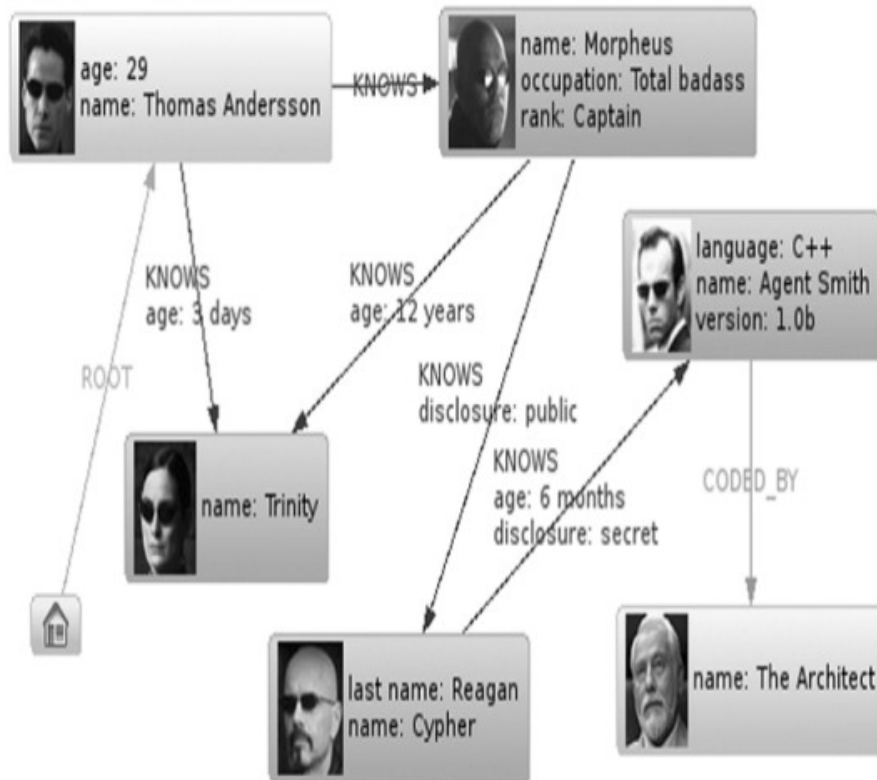 age: 29
name: Thomas Andersson
KNOWS
name: Morpheus
occupation: Total badass
rank: Captain
language: C++
name: Agent Smith
version: 1.0b
KNOWS
age: 3 days
KNOWS
age: 12 years
ROOT
KNOWS
disclosure: public
KNOWS
age: 6 months
disclosure: secret
CODED_BY
name: Trinity
last name: Reagan
name: Cypher
name: The Architect